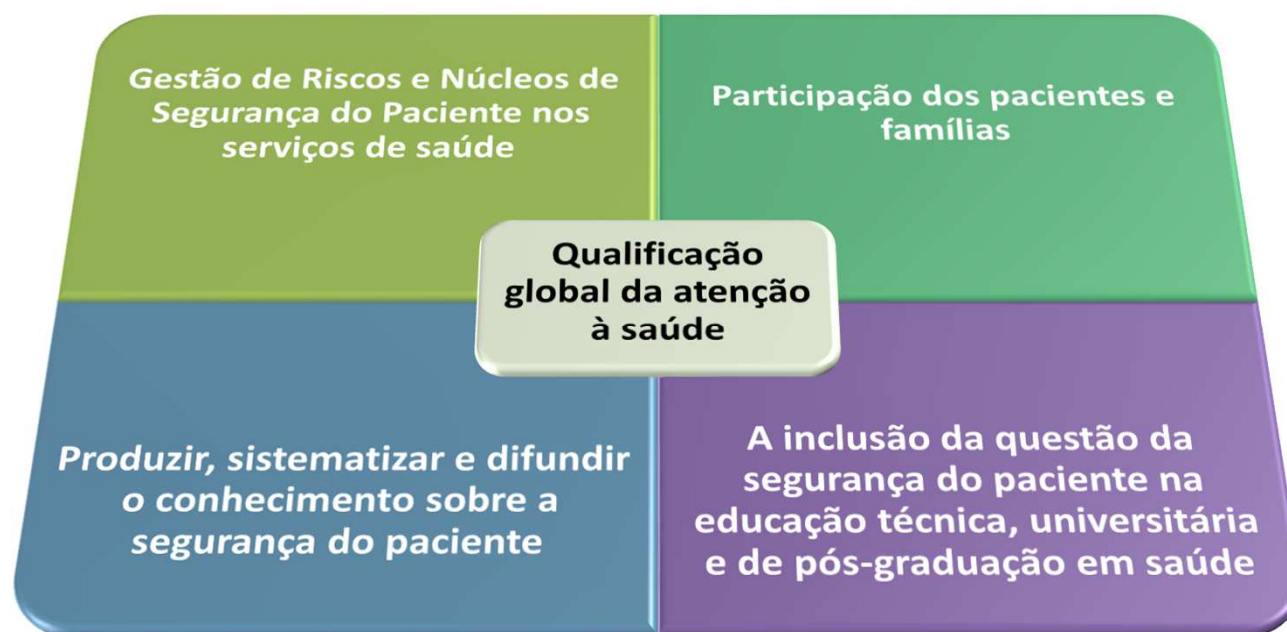 Gestão de Riscos e Núcleos de
Segurança do Paciente nos
serviços de saúde
Participação dos pacientes e
famílias
Qualificação
global da atenção
à saúde
Produzir, sistematizar e difundir
o conhecimento sobre a
segurança do paciente
A inclusão da questão da
segurança do paciente na
educação técnica, universitária
e de pós-graduação em saúde